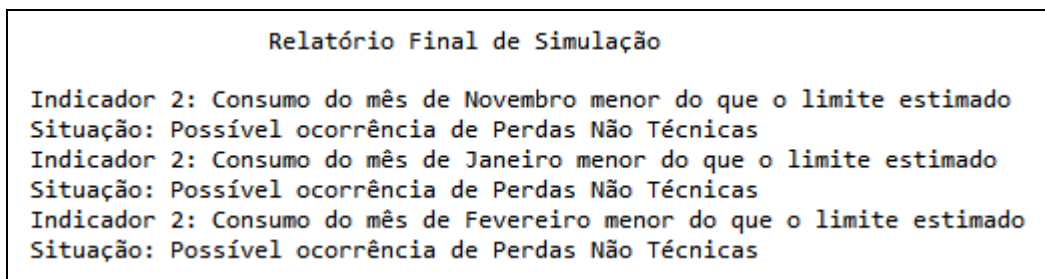 Relatório Final de Simulação
Indicador 2: Consumo do mês de Novembro menor do que o limite estimado
Situação: Possível ocorrência de Perdas Não Técnicas
Indicador 2: Consumo do mês de Janeiro menor do que o limite estimado
Situação: Possível ocorrência de Perdas Não Técnicas
Indicador 2: Consumo do mês de Fevereiro menor do que o limite estimado
Situação: Possível ocorrência de Perdas Não Técnicas